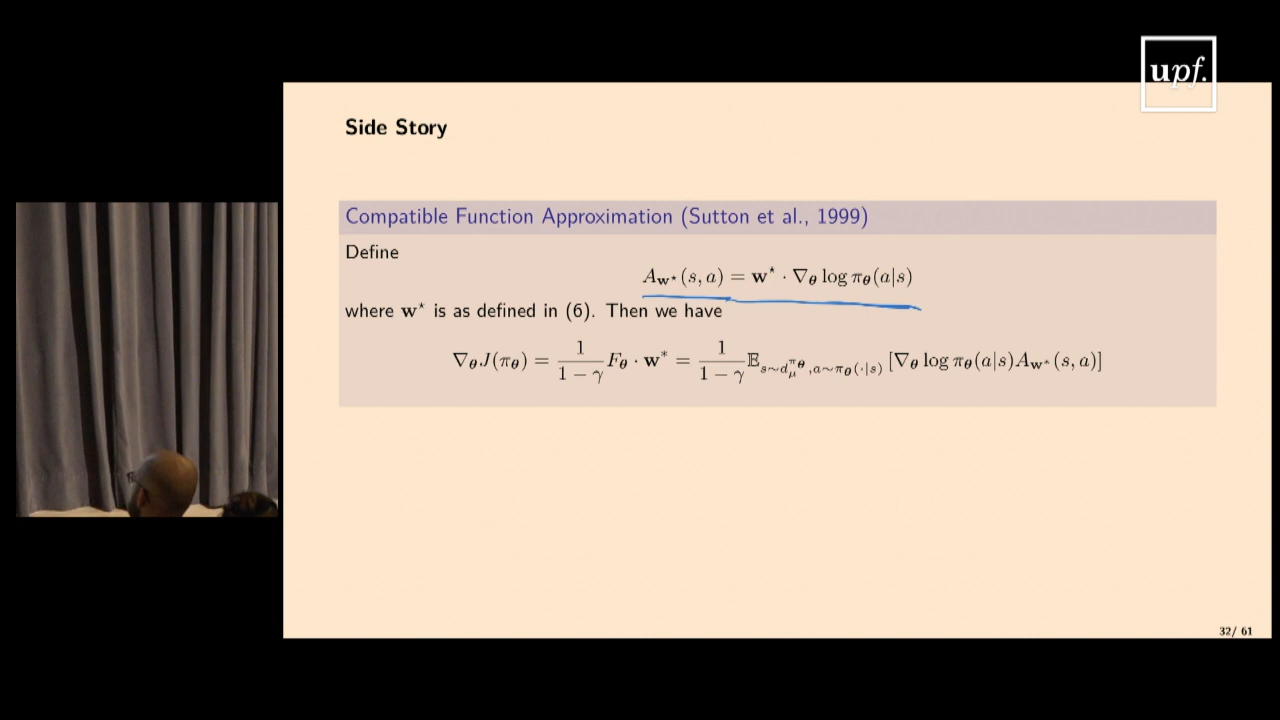 upf.
Side Story
Compatible Function Approximation (Sutton et al., 1999)
Define
A_{𝐰⋆}(s, a) = 𝐰⋆ · ∇_𝜽 log π_𝜽(a|s)
where 𝐰⋆ is as defined in (6). Then we have
∇_𝜽 J(π_𝜽) = 1/(1 − γ) F_𝜽 · 𝐰* = 1/(1 − γ) 𝔼_{s∼d_μ^{π_𝜽}, a∼π_𝜽(·|s)} [∇_𝜽 log π_𝜽(a|s) A_{𝐰*}(s, a)]
32/ 61